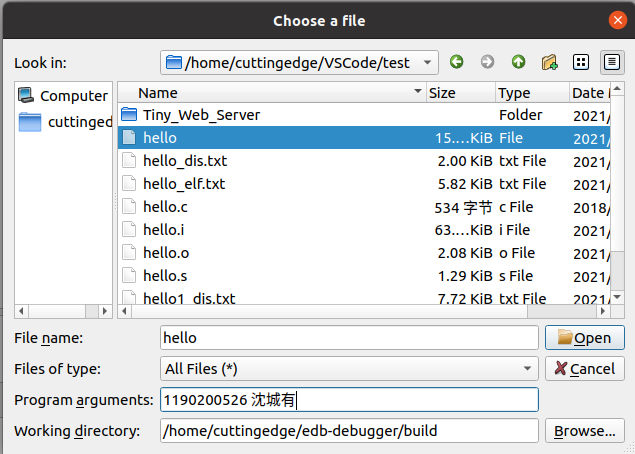 Choose a file
Look in: /home/cuttingedge/VSCode/test
Computer
cuttinged
Name Size Type Date M
Tiny_Web_Server Folder 2021/
hello 15.…KiB File 2021/
hello_dis.txt 2.00 KiB txt File 2021/
hello_elf.txt 5.82 KiB txt File 2021/
hello.c 534 字节 c File 2018/
hello.i 63.…KiB i File 2021/
hello.o 2.08 KiB o File 2021/
hello.s 1.29 KiB s File 2021/
hello1_dis.txt 7.72 KiB txt File 2021/
File name: hello Open
Files of type: All Files (*) Cancel
Program arguments: 1190200526 沈城有
Working directory: /home/cuttingedge/edb-debugger/build Browse...